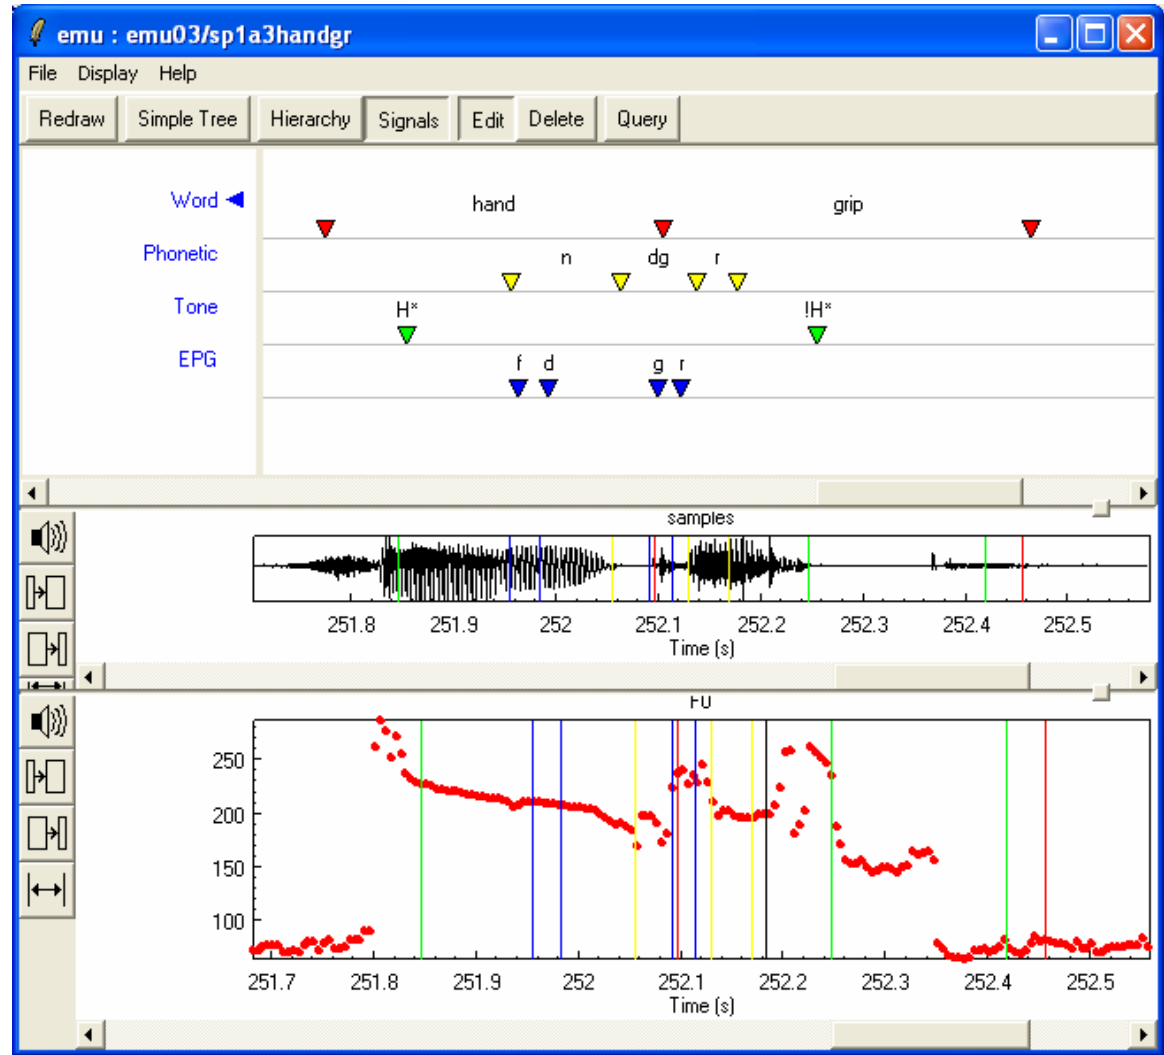 emu : emu03/sp1a3handgr
File Display Help
Redraw Simple Tree Hierarchy Signals Edit Delete Query
Word hand grip
Phonetic n dg r
Tone H* !H*
EPG f d g r
samples
251.8 251.9 252 252.1 252.2 252.3 252.4 252.5
Time (s)
F0
250
200
150
100
251.7 251.8 251.9 252 252.1 252.2 252.3 252.4 252.5
Time (s)